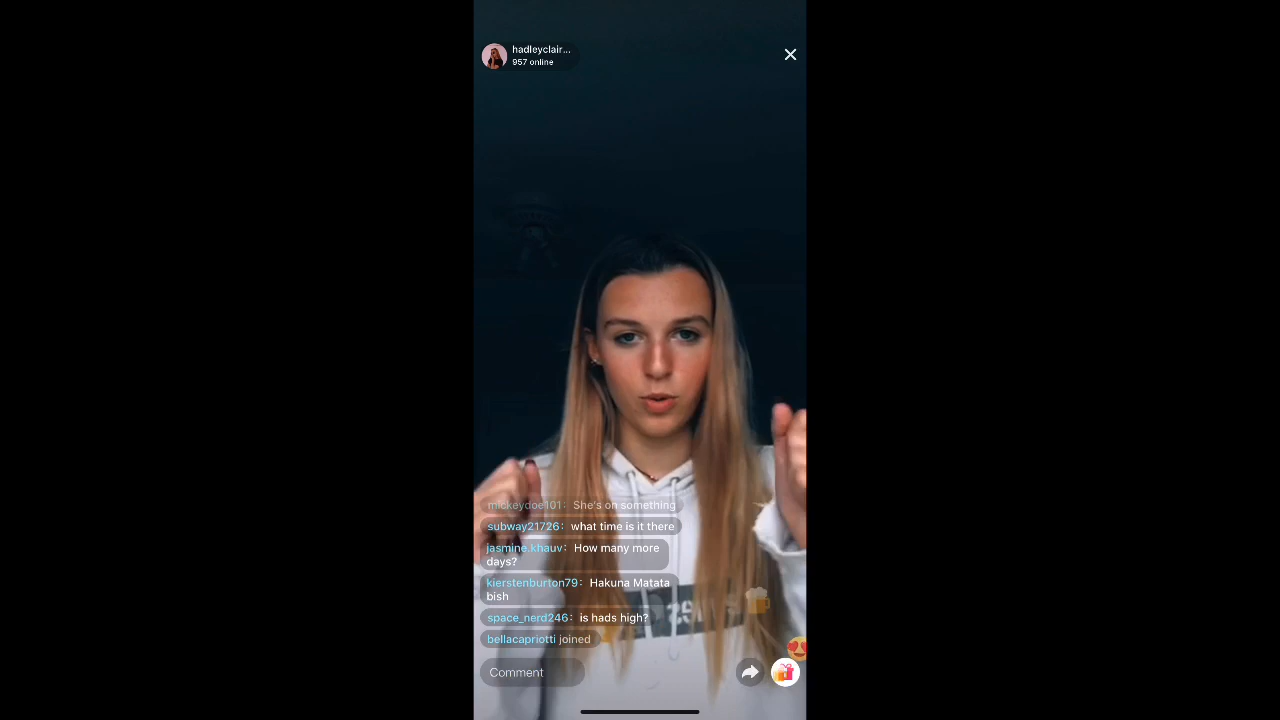 hadleyclair...
957 online
mickeydoe101: She's on something
subway21726: what time is it there
jasmine.khauv: How many more
days?
kierstenburton79: Hakuna Matata
bish
space_nerd246: is hads high?
bellacapriotti joined
Comment